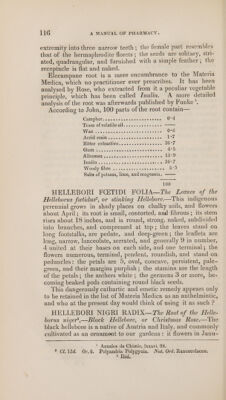 116 A MANUAL OF PHARMACY.
extremity into three narrow teeth; the female part resembles
that of the hermaphrodite florets; the seeds are solitary, stri-
ated, quadrangular, and furnished with a simple feather; the
receptacle is flat and naked.
Elecampane root is a mere encumbrance to the Materia
Medica, which no practitioner ever prescribes. It has been
analysed by Rose, who extracted from it a peculiar vegetable
principle, which has been called Inulin. A more detailed
analysis of the root was afterwards published by Funke
According to John, 100 parts of the root contain—
Camphor
Trace of volatile oil
Wax
Acrid resin
Bitter extractive
Gum
Albumen
Inulin
Woody fibre
Salts of potassa, lime, and magnesia.
100
HELLEBORI FŒTIDI FOLIA—The Leaves of the
Helleborus fœtidus, or stinking Hellebore.—This indigenous
perennial grows in shady places on chalky soils, and flowers
about April; its root is small, contorted, and fibrous; its stem
rises about 18 inches, and is round, strong, naked, subdivided
into branches, and compressed at top; the leaves stand on
long footstalks, are pedate, and deep-green; the leaflets are
long, narrow, lanceolate, serrated, and generally 9 in number,
4 united at their bases on each side, and one terminal; the
flowers numerous, terminal, pendent, roundish, and stand on
peduncles: the petals are 5, oval, concave, persistent, pale-
green, and their margins purplish; the stamina are the length
of the petals; the anthers white; the germens 3 or more, be-
coming beaked pods containing round black seeds.
This dangerously cathartic and emetic remedy appears only
to be retained in the list of Materia Medica as an anthelmintic,
and who at the present day would think of using it as such?
HELLEBORI NIGRI RADIX—The Root of the Helle-
borus niger,—Black Hellebore, or Christmas Rose.—The
black hellebore is a native of Austria and Italy, and commonly
cultivated as an ornament to our gardens: it flowers in Janu-
Annales de Chimie,
Cl. 13d. Or. 6. Polyandria Polygynia. Nat. Ord. Ranunculaceæ.
Ibid.